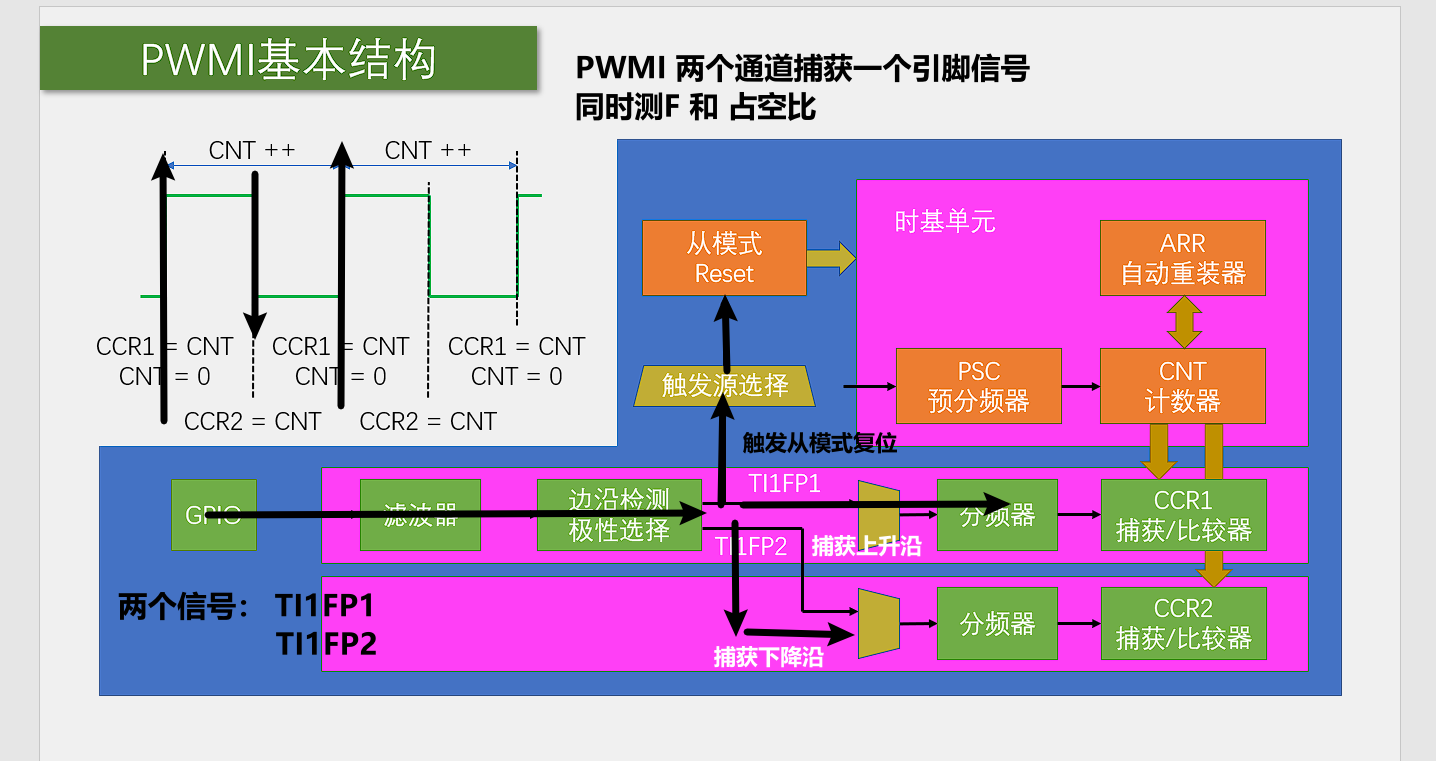 PWMI基本结构
PWMI 两个通道捕获一个引脚信号
同时测F 和 占空比
CNT ++
CNT ++
CCR1 = CNT
CNT = 0
CCR1 = CNT
CNT = 0
CCR1 = CNT
CNT = 0
CCR2 = CNT
CCR2 = CNT
从模式
Reset
时基单元
ARR
自动重装器
触发源选择
PSC
预分频器
CNT
计数器
触发从模式复位
GPIO
滤波器
边沿检测
极性选择
TI1FP1
TI1FP2
捕获上升沿
分频器
CCR1
捕获/比较器
两个信号： TI1FP1
TI1FP2
捕获下降沿
分频器
CCR2
捕获/比较器